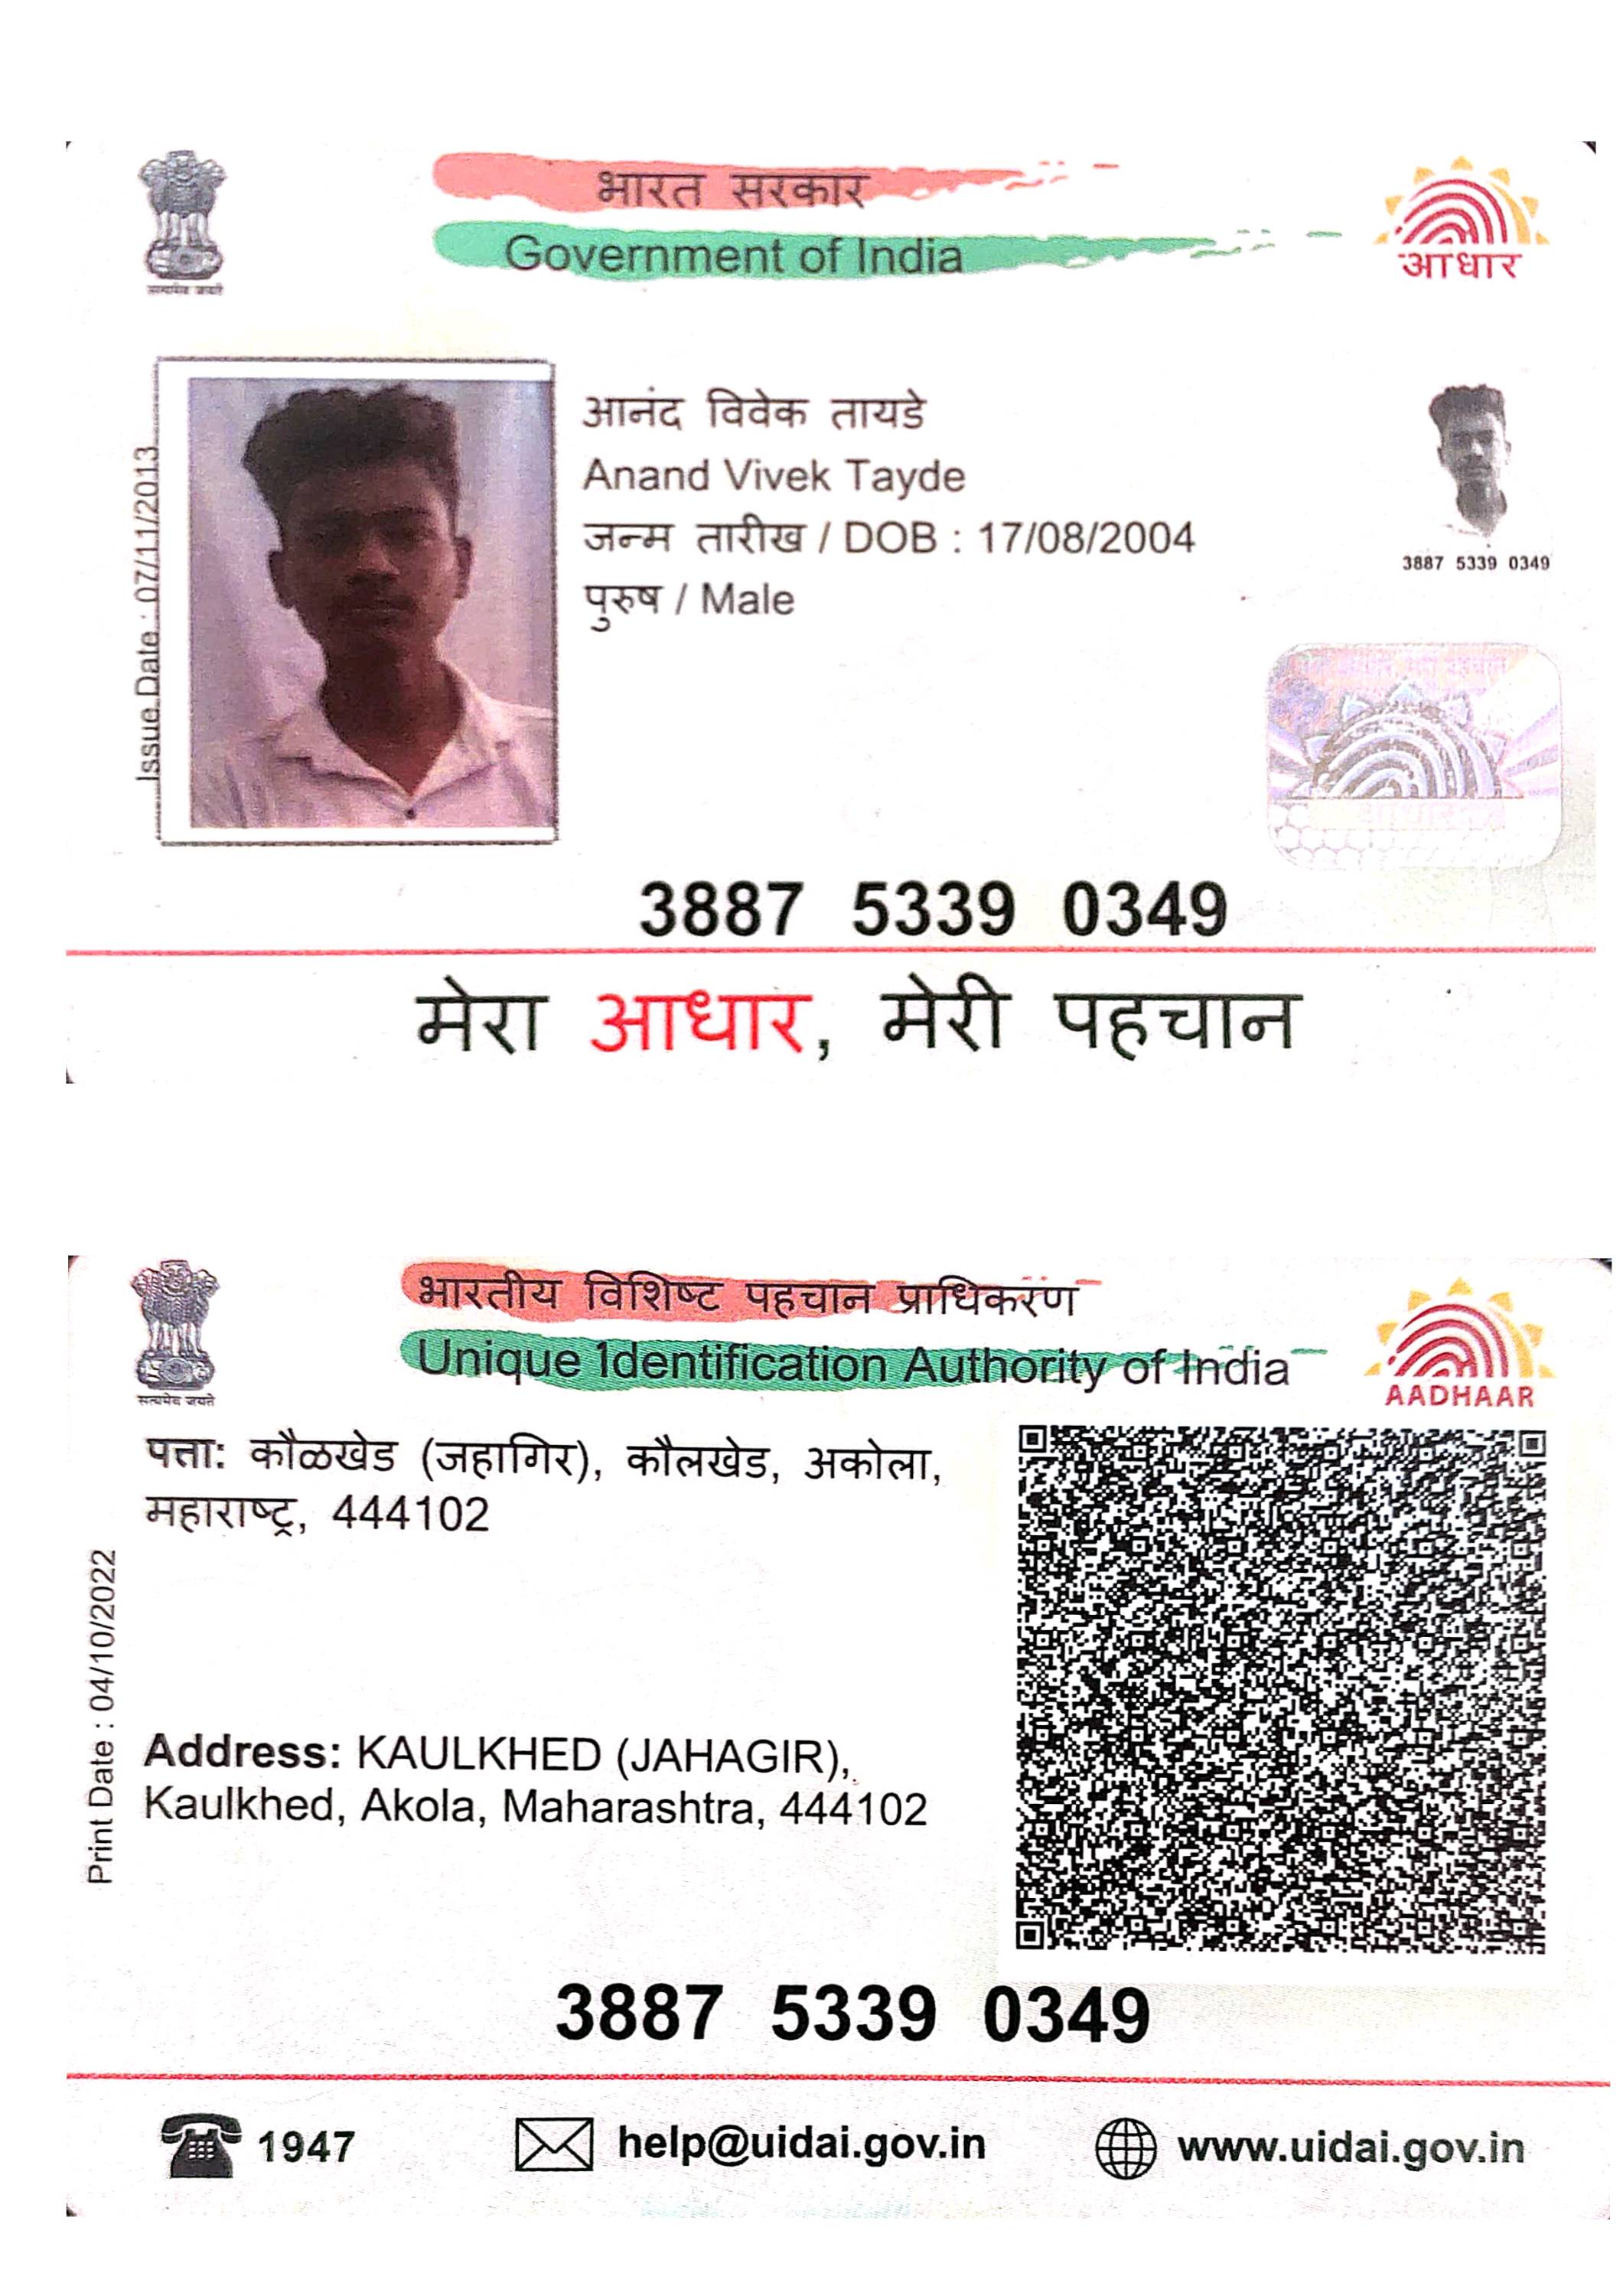 सत्यमेव जयते
भारत सरकार
Government of India
आधार
Issue Date : 07/11/2013
आनंद विवेक तायडे
Anand Vivek Tayde
जन्म तारीख / DOB : 17/08/2004
पुरुष / Male
3887 5339 0349
3887 5339 0349
मेरा आधार, मेरी पहचान
सत्यमेव जयते
भारतीय विशिष्ट पहचान प्राधिकरण
Unique Identification Authority of India
AADHAAR
पत्ता: कौळखेड (जहागिर), कौलखेड, अकोला,
महाराष्ट्र, 444102
Print Date : 04/10/2022
Address: KAULKHED (JAHAGIR),
Kaulkhed, Akola, Maharashtra, 444102
3887 5339 0349
1947
help@uidai.gov.in
www.uidai.gov.in